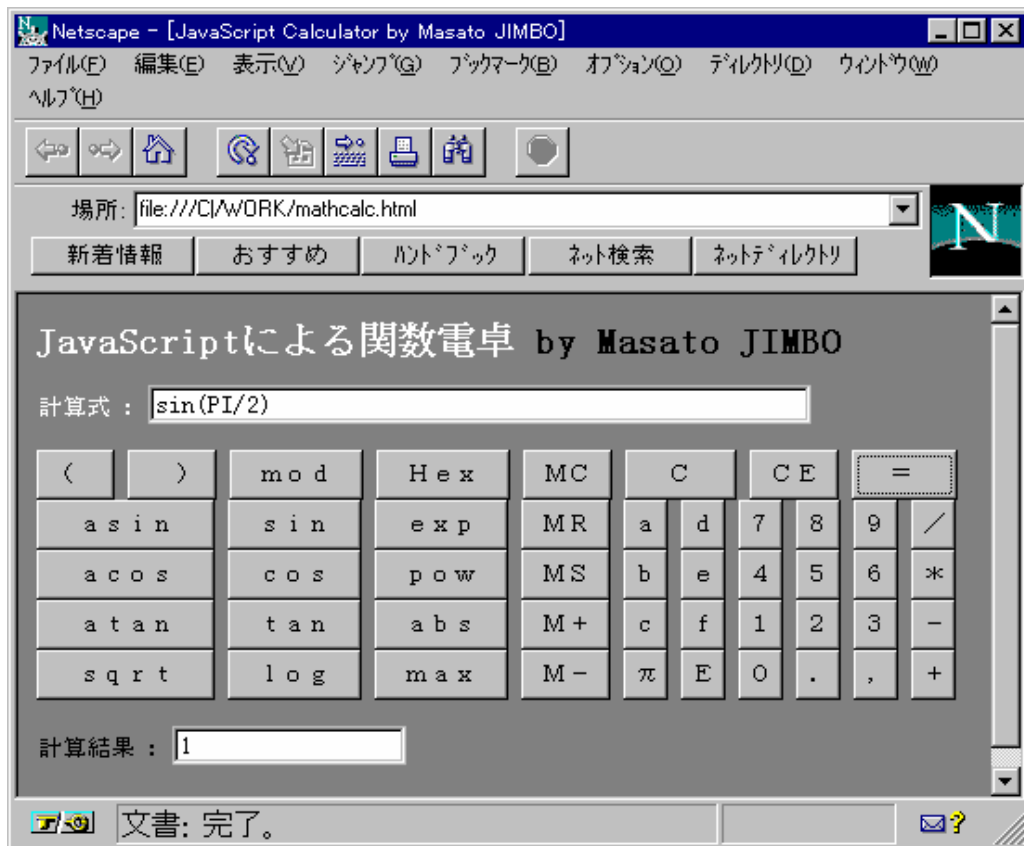 Netscape - [JavaScript Calculator by Masato JIMBO]
ﾌｧｲﾙ(F) 編集(E) 表示(V) ｼﾞｬﾝﾌﾟ(G) ﾌﾞｯｸﾏｰｸ(B) ｵﾌﾟｼｮﾝ(O) ﾃﾞｨﾚｸﾄﾘ(D) ｳｨﾝﾄﾞｳ(W)
ﾍﾙﾌﾟ(H)
場所: file:///C|/WORK/mathcalc.html
N
新着情報 おすすめ ﾊﾝﾄﾞﾌﾞｯｸ ﾈｯﾄ検索 ﾈｯﾄﾃﾞｨﾚｸﾄﾘ
JavaScriptによる関数電卓 by Masato JIMBO
計算式 : sin(PI/2)
( ) mod Hex MC C CE =
asin sin exp MR a d 7 8 9 ／
acos cos pow MS b e 4 5 6 *
atan tan abs M+ c f 1 2 3 −
sqrt log max M− π E 0 . , +
計算結果 : 1
文書: 完了。